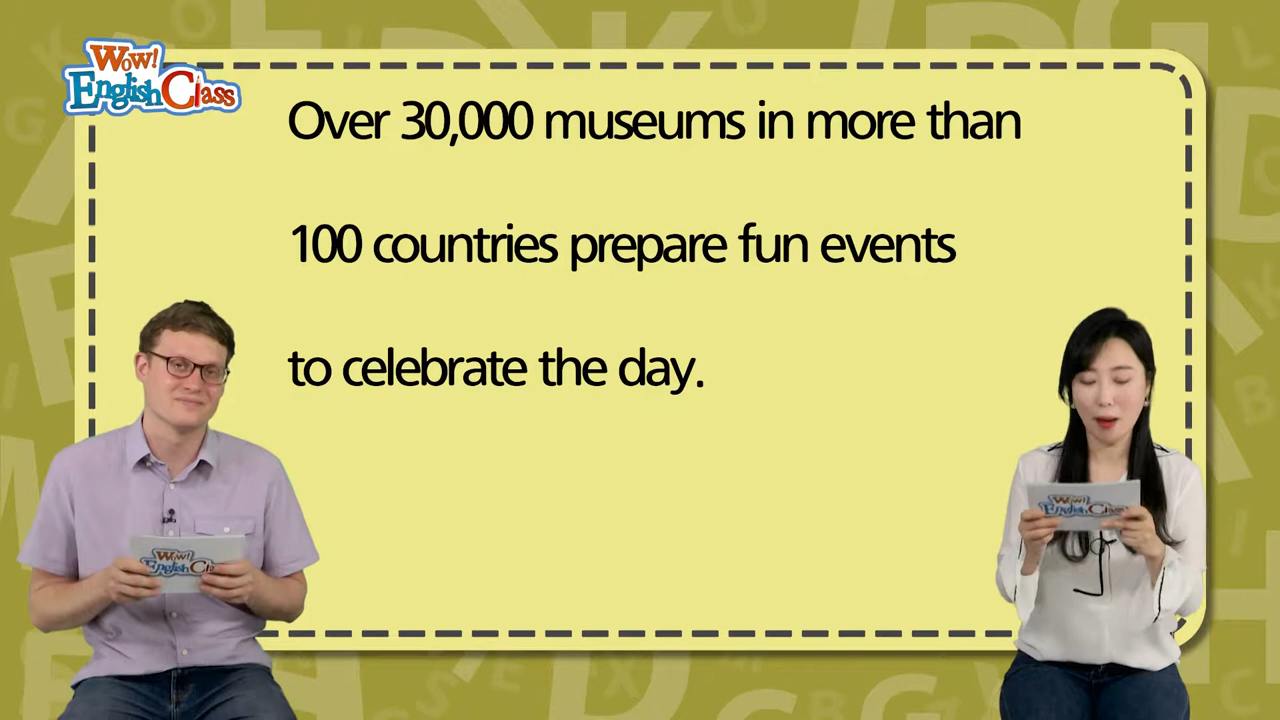 Wow!
English Class
Over 30,000 museums in more than
100 countries prepare fun events
to celebrate the day.
Wow!
English Cla
Wow!
English Class